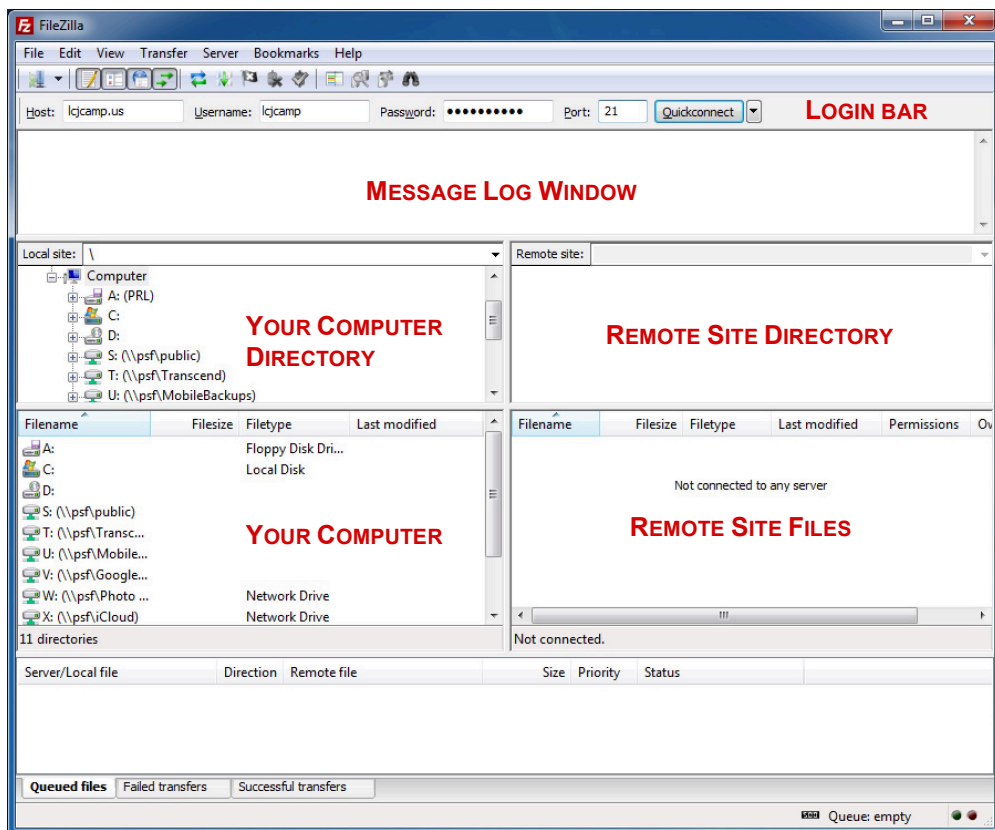 FileZilla
File Edit View Transfer Server Bookmarks Help
Host: lcjcamp.us Username: lcjcamp Password: •••••••••• Port: 21 Quickconnect LOGIN BAR
MESSAGE LOG WINDOW
Local site: \
Computer
A: (PRL)
C:
D:
S: (\\psf\public)
T: (\\psf\Transcend)
U: (\\psf\MobileBackups)
YOUR COMPUTER
DIRECTORY
Remote site:
REMOTE SITE DIRECTORY
Filename Filesize Filetype Last modified
A: Floppy Disk Dri...
C: Local Disk
D:
S: (\\psf\public)
T: (\\psf\Transc...
U: (\\psf\Mobile...
V: (\\psf\Google...
W: (\\psf\Photo ... Network Drive
X: (\\psf\iCloud) Network Drive
YOUR COMPUTER
11 directories
Filename Filesize Filetype Last modified Permissions Ov
Not connected to any server
REMOTE SITE FILES
Not connected.
Server/Local file Direction Remote file Size Priority Status
Queued files Failed transfers Successful transfers
Queue: empty